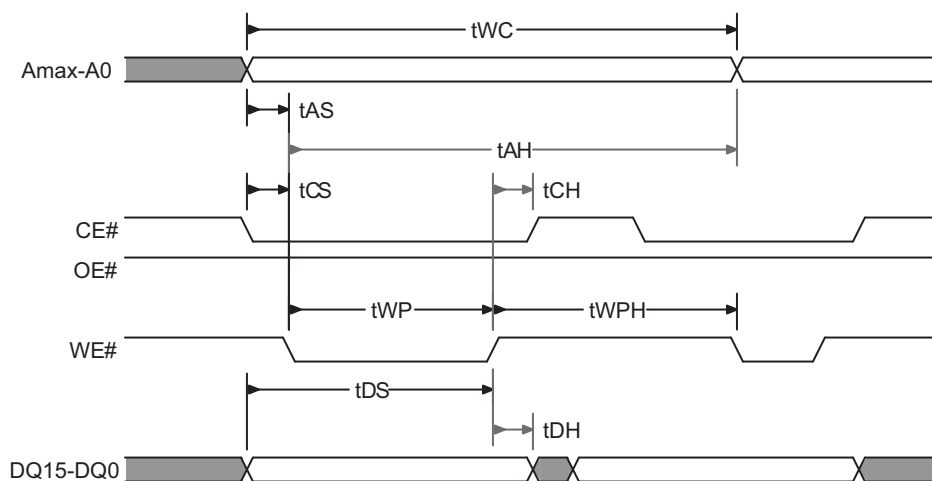 tWC
Amax-A0
tAS
tAH
tCS
tCH
CE#
OE#
tWP
tWPH
WE#
tDS
tDH
DQ15-DQ0